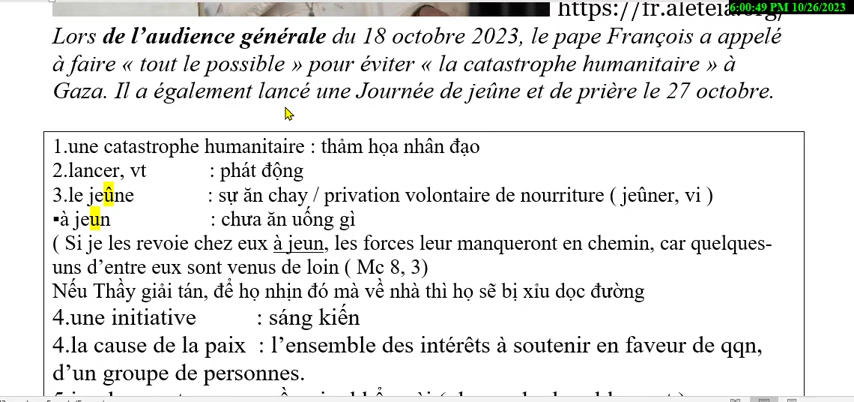 https://fr.aleteia.org/
6:00:49 PM 10/26/2023
Lors de l’audience générale du 18 octobre 2023, le pape François a appelé
à faire « tout le possible » pour éviter « la catastrophe humanitaire » à
Gaza. Il a également lancé une Journée de jeûne et de prière le 27 octobre.
1.une catastrophe humanitaire : thảm họa nhân đạo
2.lancer, vt : phát động
3.le jeûne : sự ăn chay / privation volontaire de nourriture ( jeûner, vi )
▪à jeun : chưa ăn uống gì
( Si je les revoie chez eux à jeun, les forces leur manqueront en chemin, car quelques-
uns d’entre eux sont venus de loin ( Mc 8, 3)
Nếu Thầy giải tán, để họ nhịn đó mà về nhà thì họ sẽ bị xỉu dọc đường
4.une initiative : sáng kiến
4.la cause de la paix : l’ensemble des intérêts à soutenir en faveur de qqn,
d’un groupe de personnes.